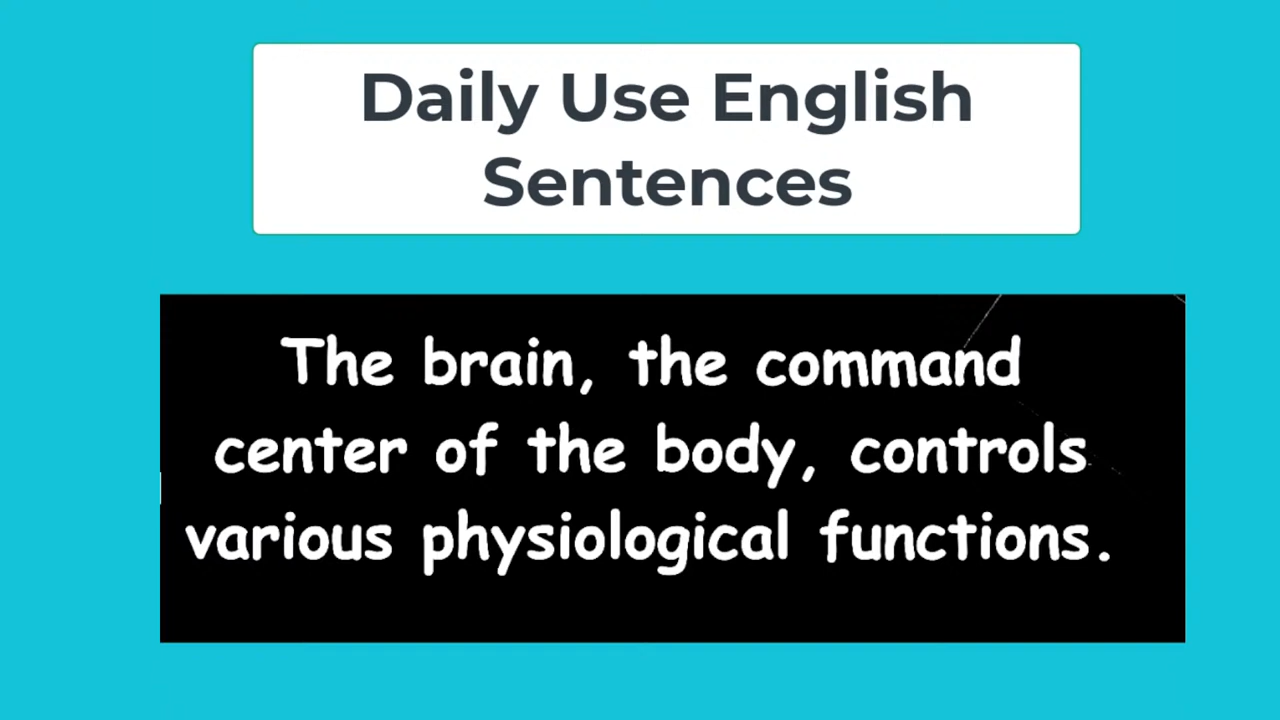 Daily Use English
Sentences
The brain, the command
center of the body, controls
various physiological functions.